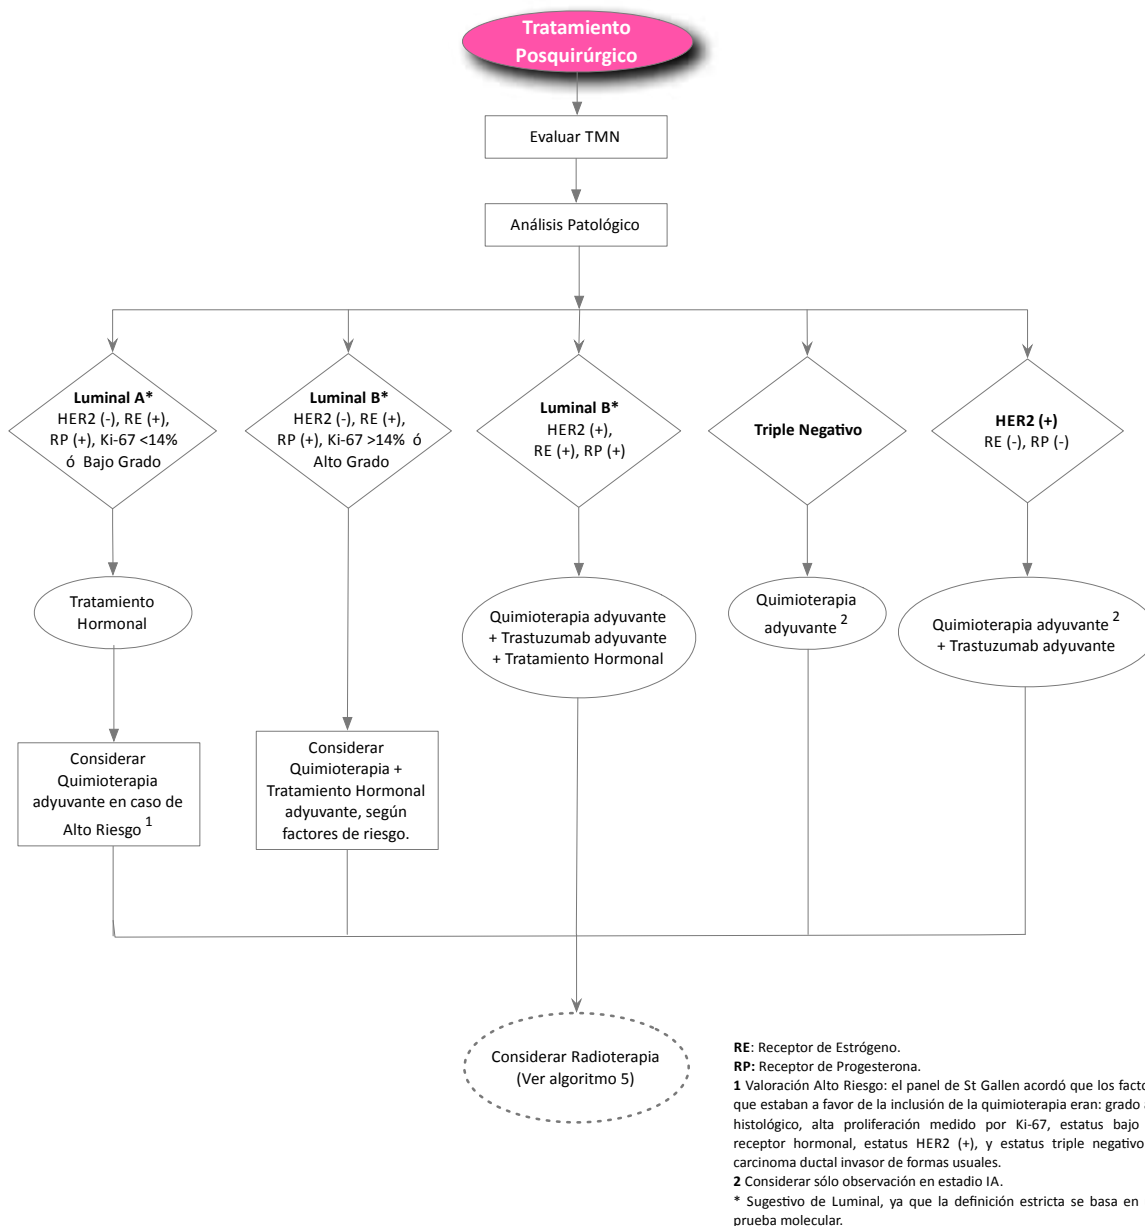 Tratamiento
Posquirúrgico
Evaluar TMN
Análisis Patológico
Luminal A*
HER2 (-), RE (+),
RP (+), Ki-67 <14%
ó Bajo Grado
Luminal B*
HER2 (-), RE (+),
RP (+), Ki-67 >14% ó
Alto Grado
Luminal B*
HER2 (+),
RE (+), RP (+)
Triple Negativo
HER2 (+)
RE (-), RP (-)
Tratamiento
Hormonal
Quimioterapia adyuvante
+ Trastuzumab adyuvante
+ Tratamiento Hormonal
Quimioterapia
adyuvante 2
Quimioterapia adyuvante 2
+ Trastuzumab adyuvante
Considerar
Quimioterapia
adyuvante en caso de
Alto Riesgo 1
Considerar
Quimioterapia +
Tratamiento Hormonal
adyuvante, según
factores de riesgo.
Considerar Radioterapia
(Ver algoritmo 5)
RE: Receptor de Estrógeno.
RP: Receptor de Progesterona.
1 Valoración Alto Riesgo: el panel de St Gallen acordó que los
que estaban a favor de la inclusión de la quimioterapia eran: grado
histológico, alta proliferación medido por Ki-67, estatus bajo
receptor hormonal, estatus HER2 (+), y estatus triple negativo
carcinoma ductal invasor de formas usuales.
2 Considerar sólo observación en estadio IA.
* Sugestivo de Luminal, ya que la definición estricta se basa en
prueba molecular.